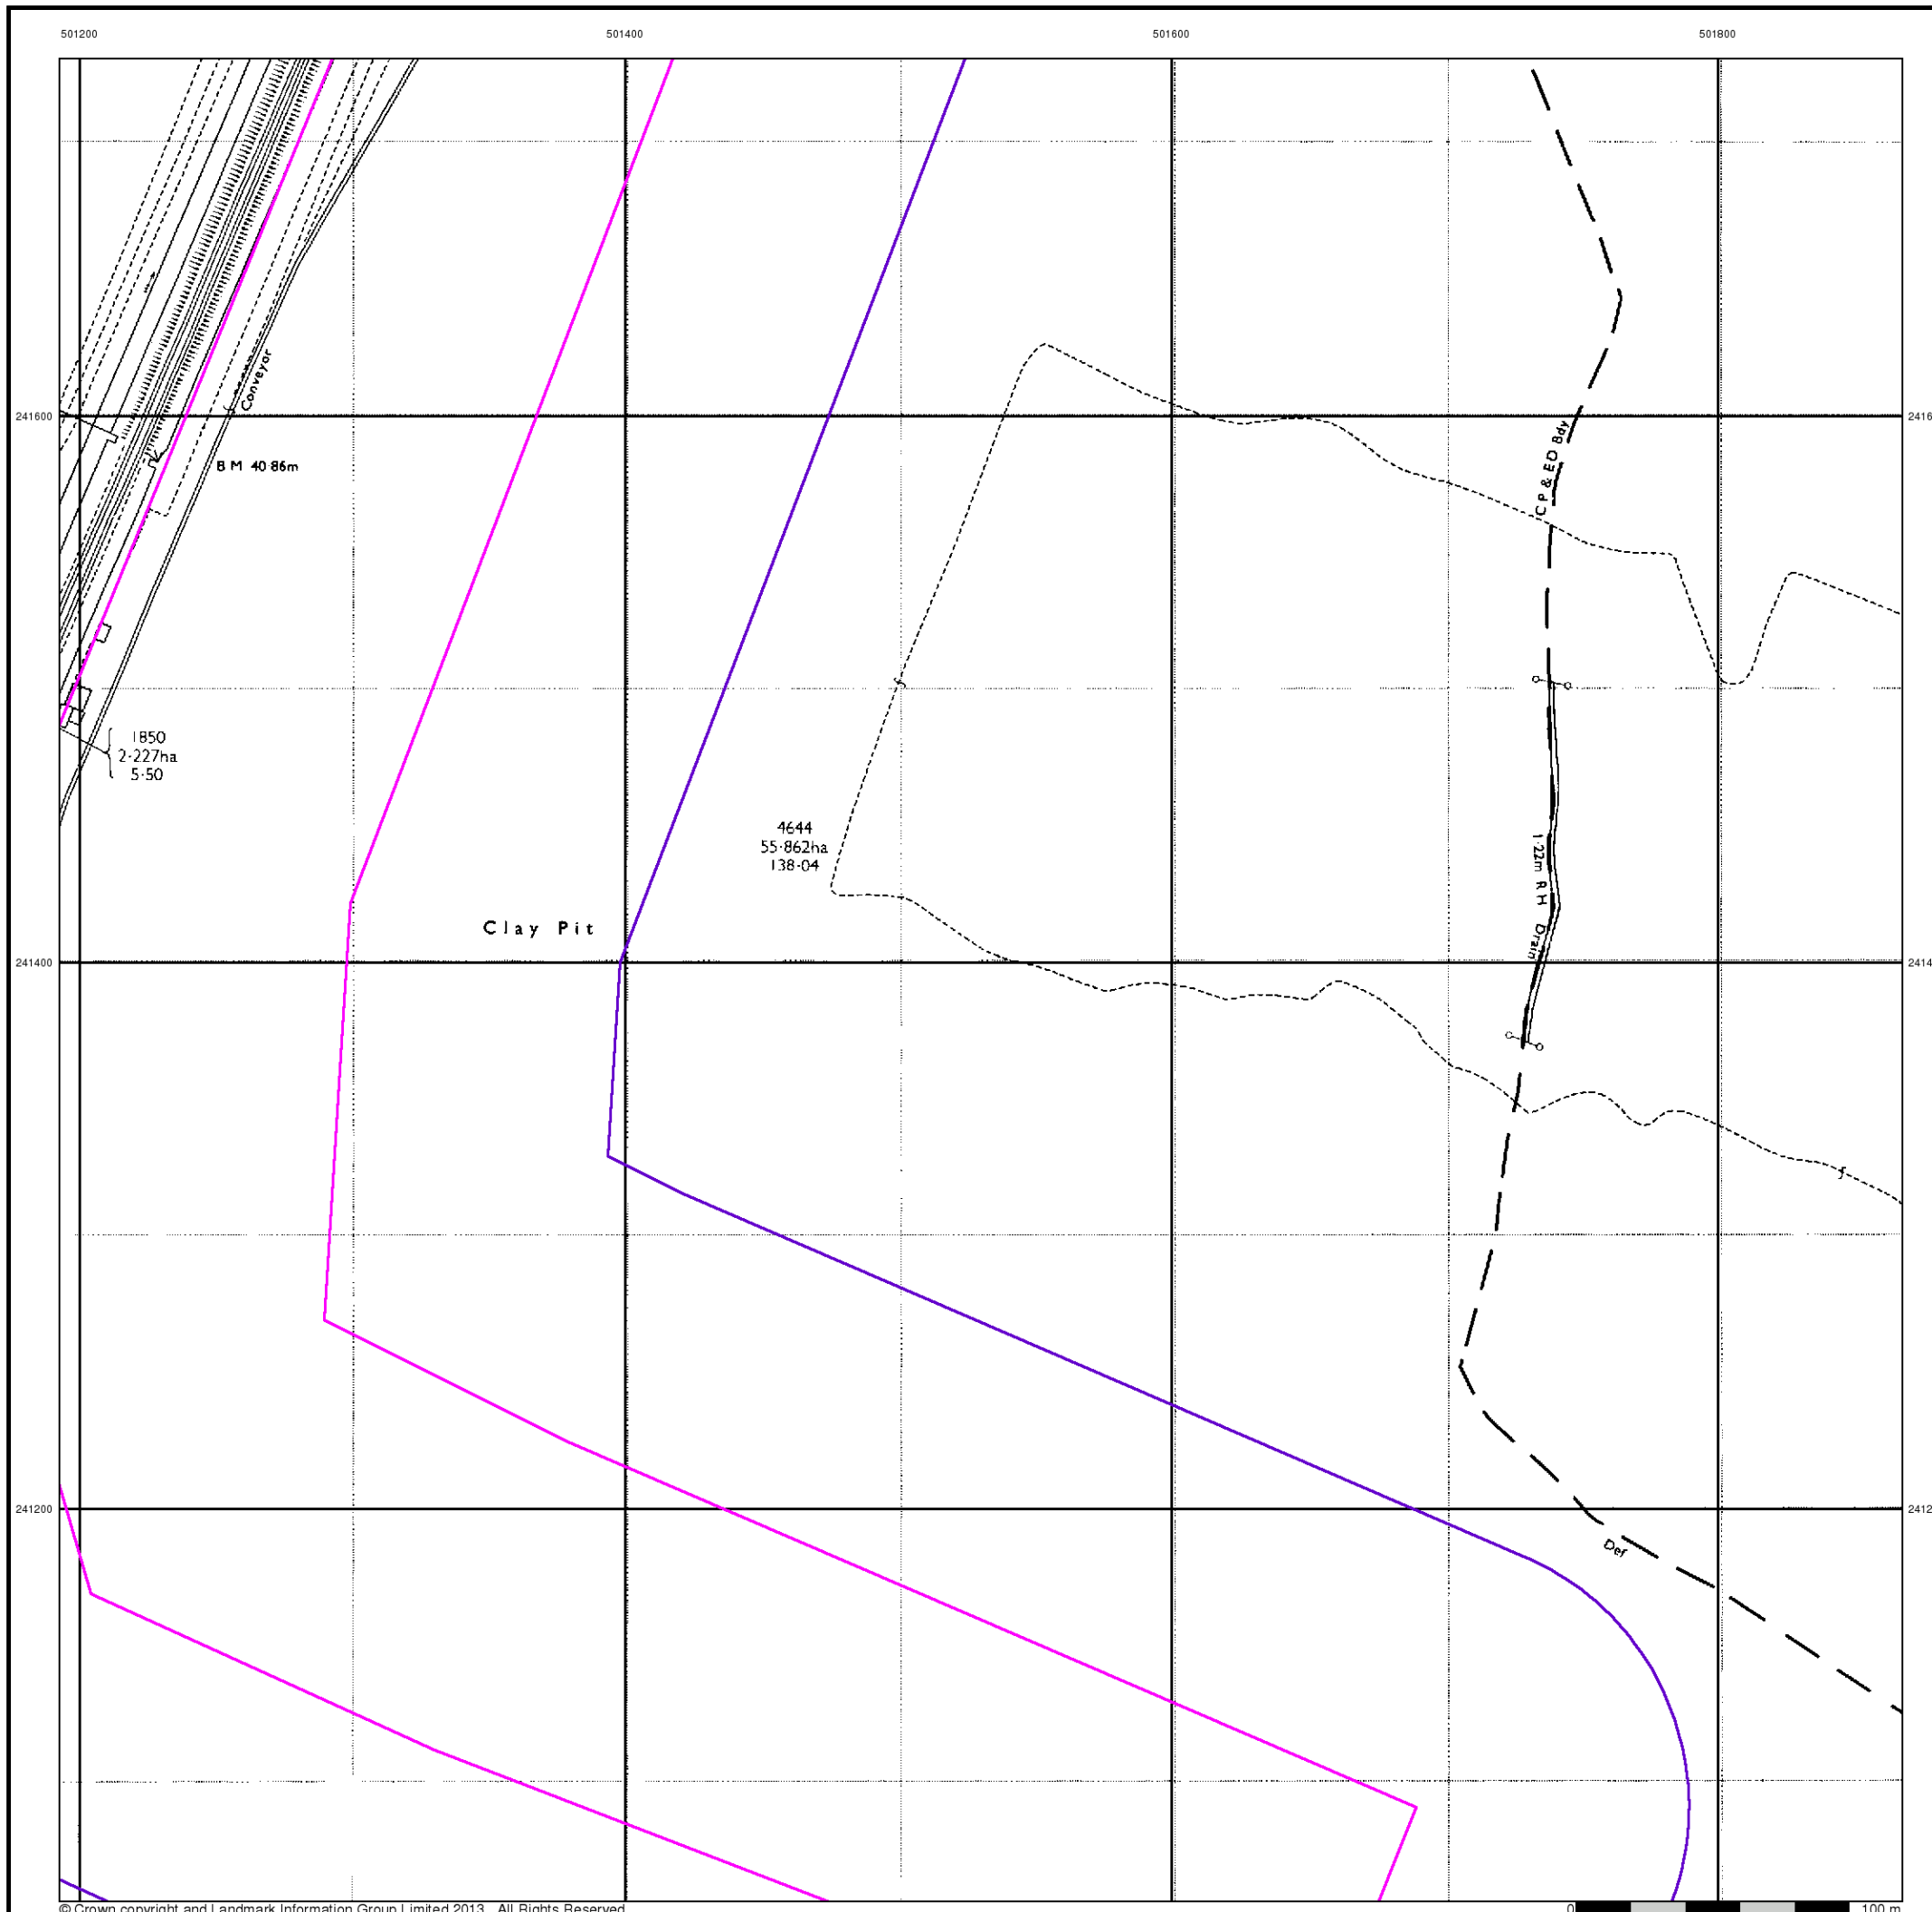 501200
501400
501600
501800
241600
2416
Conveyor
C P & ED Bdy
B M 40·86m
1850
2·227ha
5·50
4644
55·862ha
138·04
1·22m R H
Drain
Clay Pit
241400
2414
241200
2412
Def
© Crown copyright and Landmark Information Group Limited 2013. All Rights Reserved
0
100 m